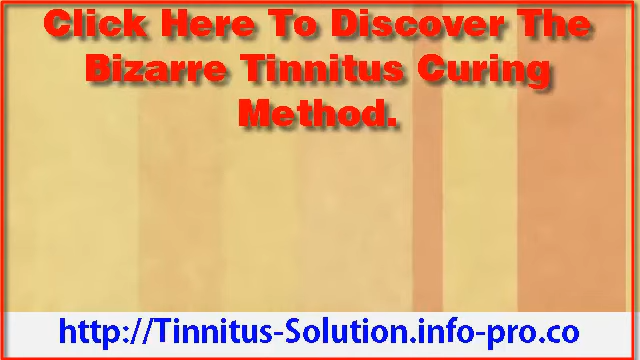 Click Here To Discover The
Bizarre Tinnitus Curing
Method.
http://Tinnitus-Solution.info-pro.co